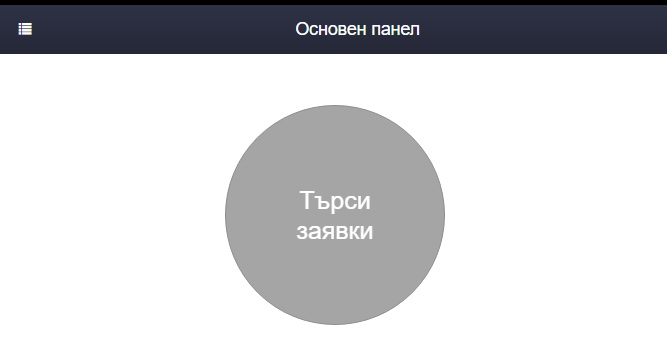 Основен панел
Търси
заявки